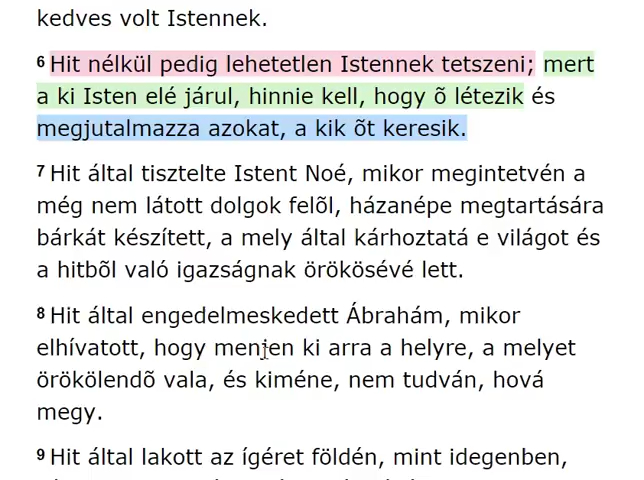 kedves volt Istennek.
6 Hit nélkül pedig lehetetlen Istennek tetszeni; mert
a ki Isten elé járul, hinnie kell, hogy õ létezik és
megjutalmazza azokat, a kik õt keresik.
7 Hit által tisztelte Istent Noé, mikor megintetvén a
még nem látott dolgok felõl, házanépe megtartására
bárkát készített, a mely által kárhoztatá e világot és
a hitbõl való igazságnak örökösévé lett.
8 Hit által engedelmeskedett Ábrahám, mikor
elhívatott, hogy menjen ki arra a helyre, a melyet
örökölendõ vala, és kiméne, nem tudván, hová
megy.
9 Hit által lakott az ígéret földén, mint idegenben,